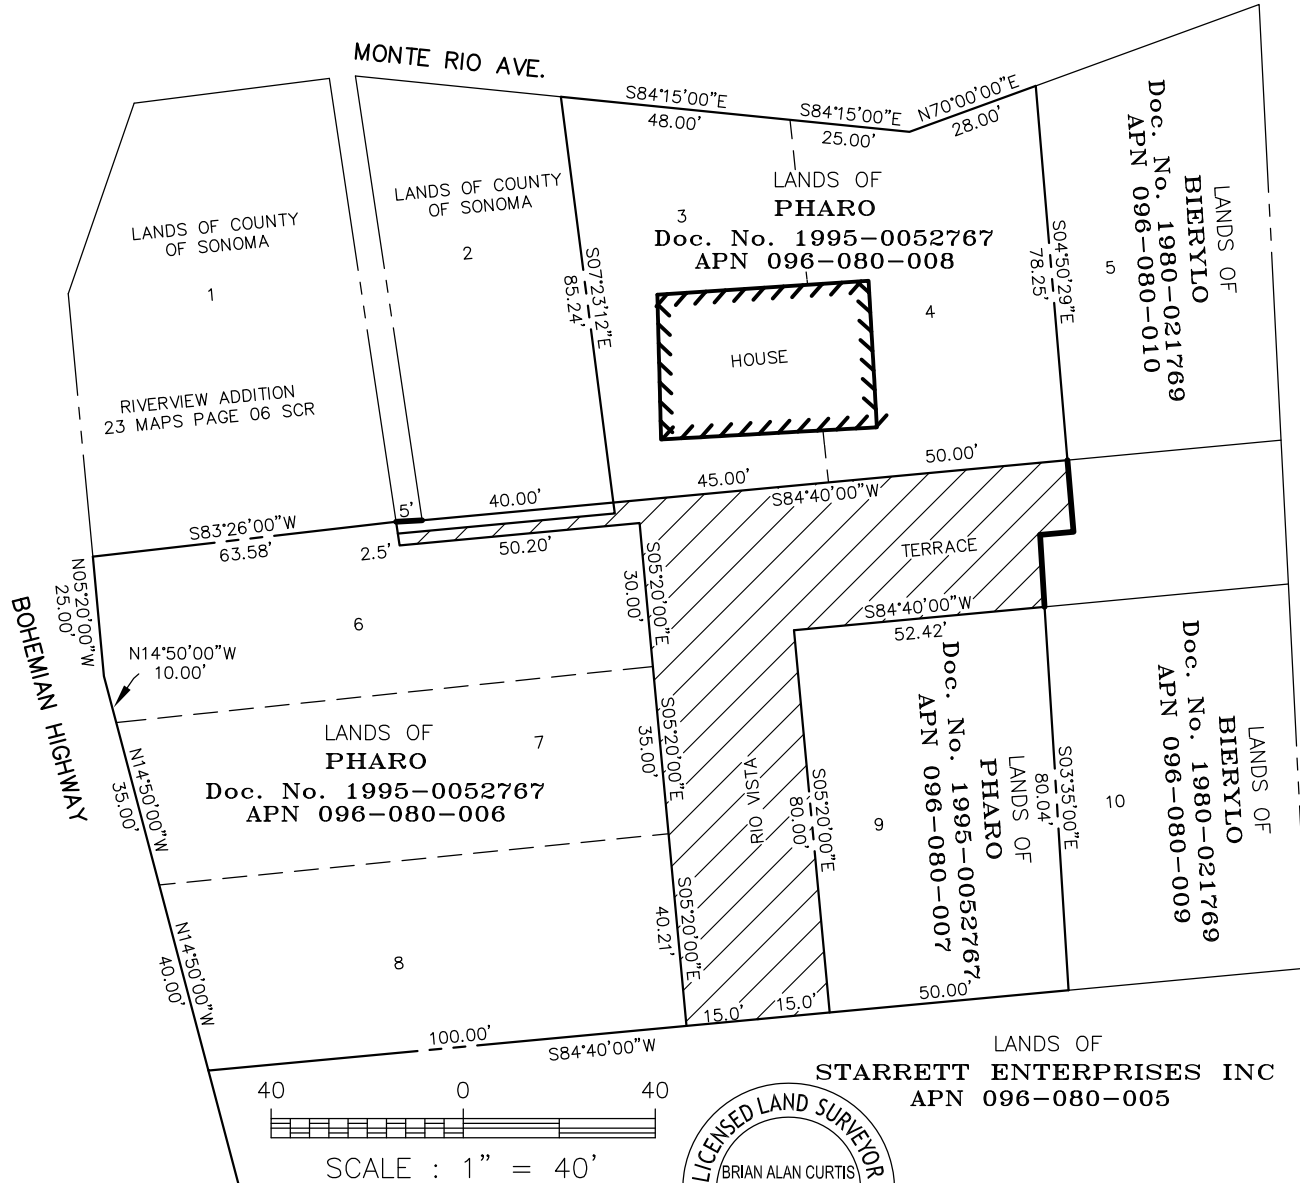 MONTE RIO AVE.
S84°15'00"E
48.00'
S84°15'00"E
25.00'
N70°00'00"E
28.00'
LANDS OF COUNTY
OF SONOMA
1
RIVERVIEW ADDITION
23 MAPS PAGE 06 SCR
LANDS OF COUNTY
OF SONOMA
2
S07°23'12"E
85.24'
LANDS OF
PHARO
3
Doc. No. 1995-0052767
APN 096-080-008
4
HOUSE
S04°50'29"E
78.25'
5
LANDS OF
BIERYLO
Doc. No. 1980-021769
APN 096-080-010
S83°26'00"W
63.58'
5'
40.00'
2.5'
50.20'
45.00'
50.00'
S84°40'00"W
TERRACE
S84°40'00"W
52.42'
N05°20'00"W
25.00'
BOHEMIAN HIGHWAY
N14°50'00"W
10.00'
6
S05°20'00"E
30.00'
LANDS OF
PHARO
7
Doc. No. 1995-0052767
APN 096-080-006
N14°50'00"W
35.00'
S05°20'00"E
35.00'
RIO VISTA
S05°20'00"E
80.00'
9
LANDS OF
PHARO
Doc. No. 1995-0052767
APN 096-080-007
S03°35'00"E
80.04'
10
LANDS OF
BIERYLO
Doc. No. 1980-021769
APN 096-080-009
N14°50'00"W
40.00'
8
S05°20'00"E
40.21'
100.00'
S84°40'00"W
15.0'
15.0'
50.00'
LANDS OF
STARRETT ENTERPRISES INC
APN 096-080-005
40 0 40
SCALE : 1" = 40'
LICENSED LAND SURVEYOR
BRIAN ALAN CURTIS